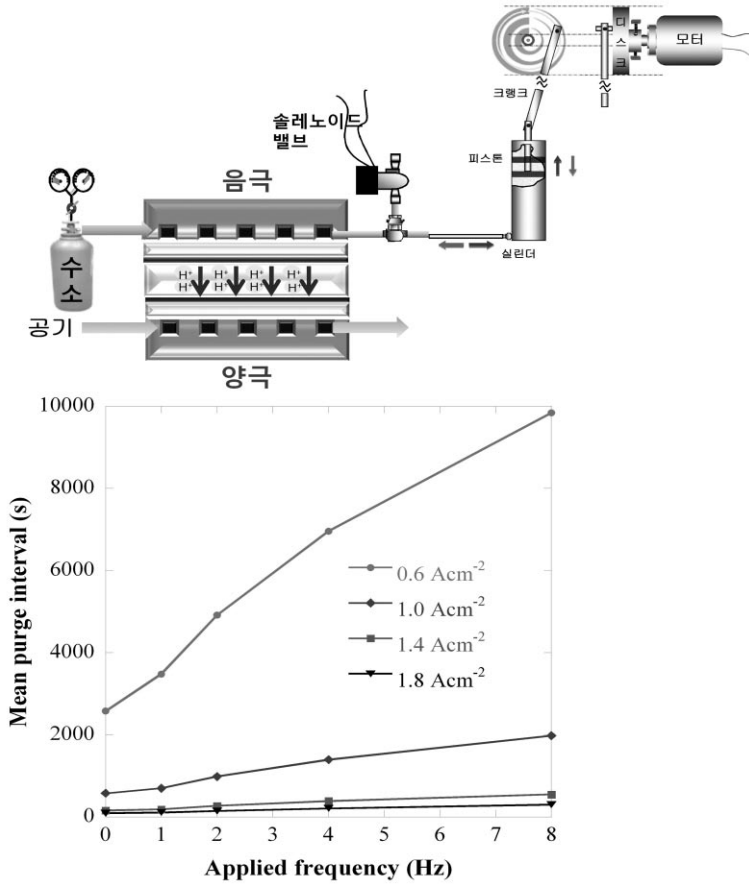 디스크
모터
크랭크
솔레노이드
밸브
피스톤
음극
수소
실린더
H⁺ H⁺ H⁺ H⁺
H⁺ H⁺ H⁺ H⁺
공기
양극
10000
8000
6000
4000
2000
0
Mean purge interval (s)
0.6 Acm⁻²
1.0 Acm⁻²
1.4 Acm⁻²
1.8 Acm⁻²
0 1 2 3 4 5 6 7 8
Applied frequency (Hz)